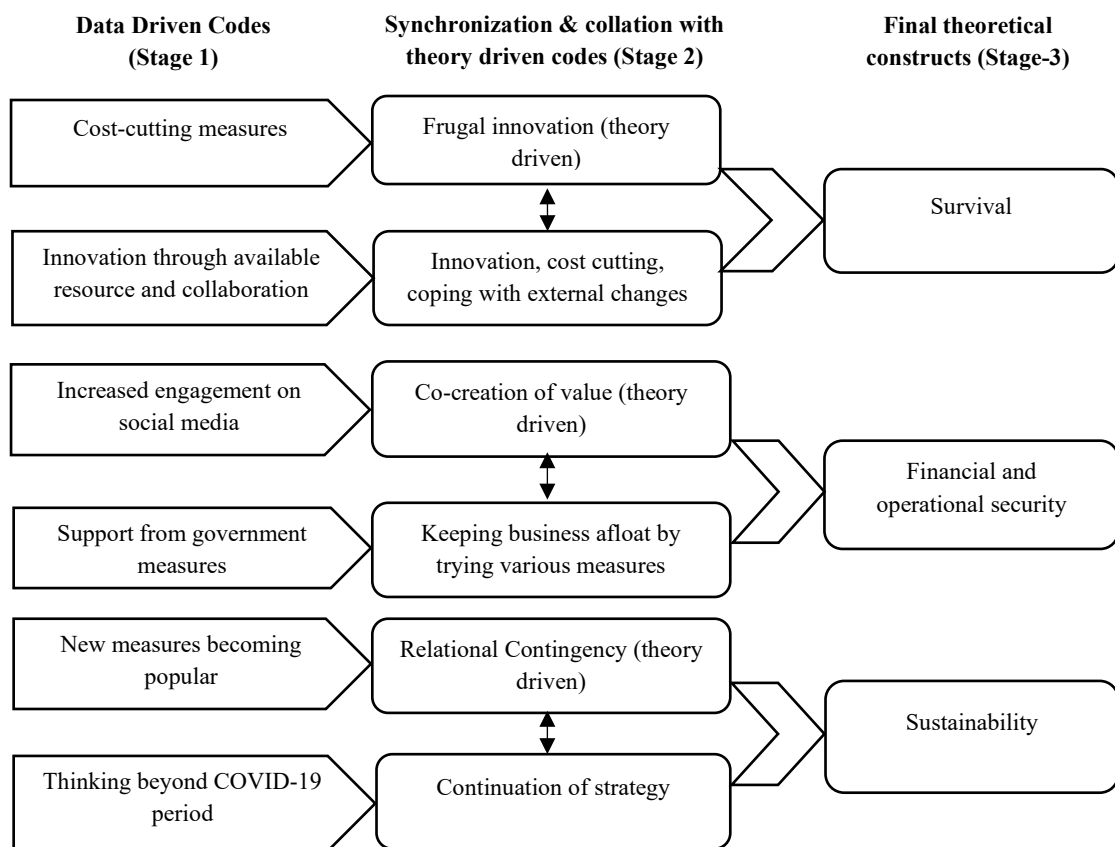 Data Driven Codes
(Stage 1)
Synchronization & collation with
theory driven codes (Stage 2)
Final theoretical
constructs (Stage-3)
Cost-cutting measures
Frugal innovation (theory
driven)
Survival
Innovation through available
resource and collaboration
Innovation, cost cutting,
coping with external changes
Increased engagement on
social media
Co-creation of value (theory
driven)
Financial and
operational security
Support from government
measures
Keeping business afloat by
trying various measures
New measures becoming
popular
Relational Contingency (theory
driven)
Sustainability
Thinking beyond COVID-19
period
Continuation of strategy